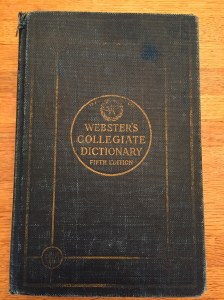 WEBSTER'S
COLLEGIATE
DICTIONARY
FIFTH EDITION